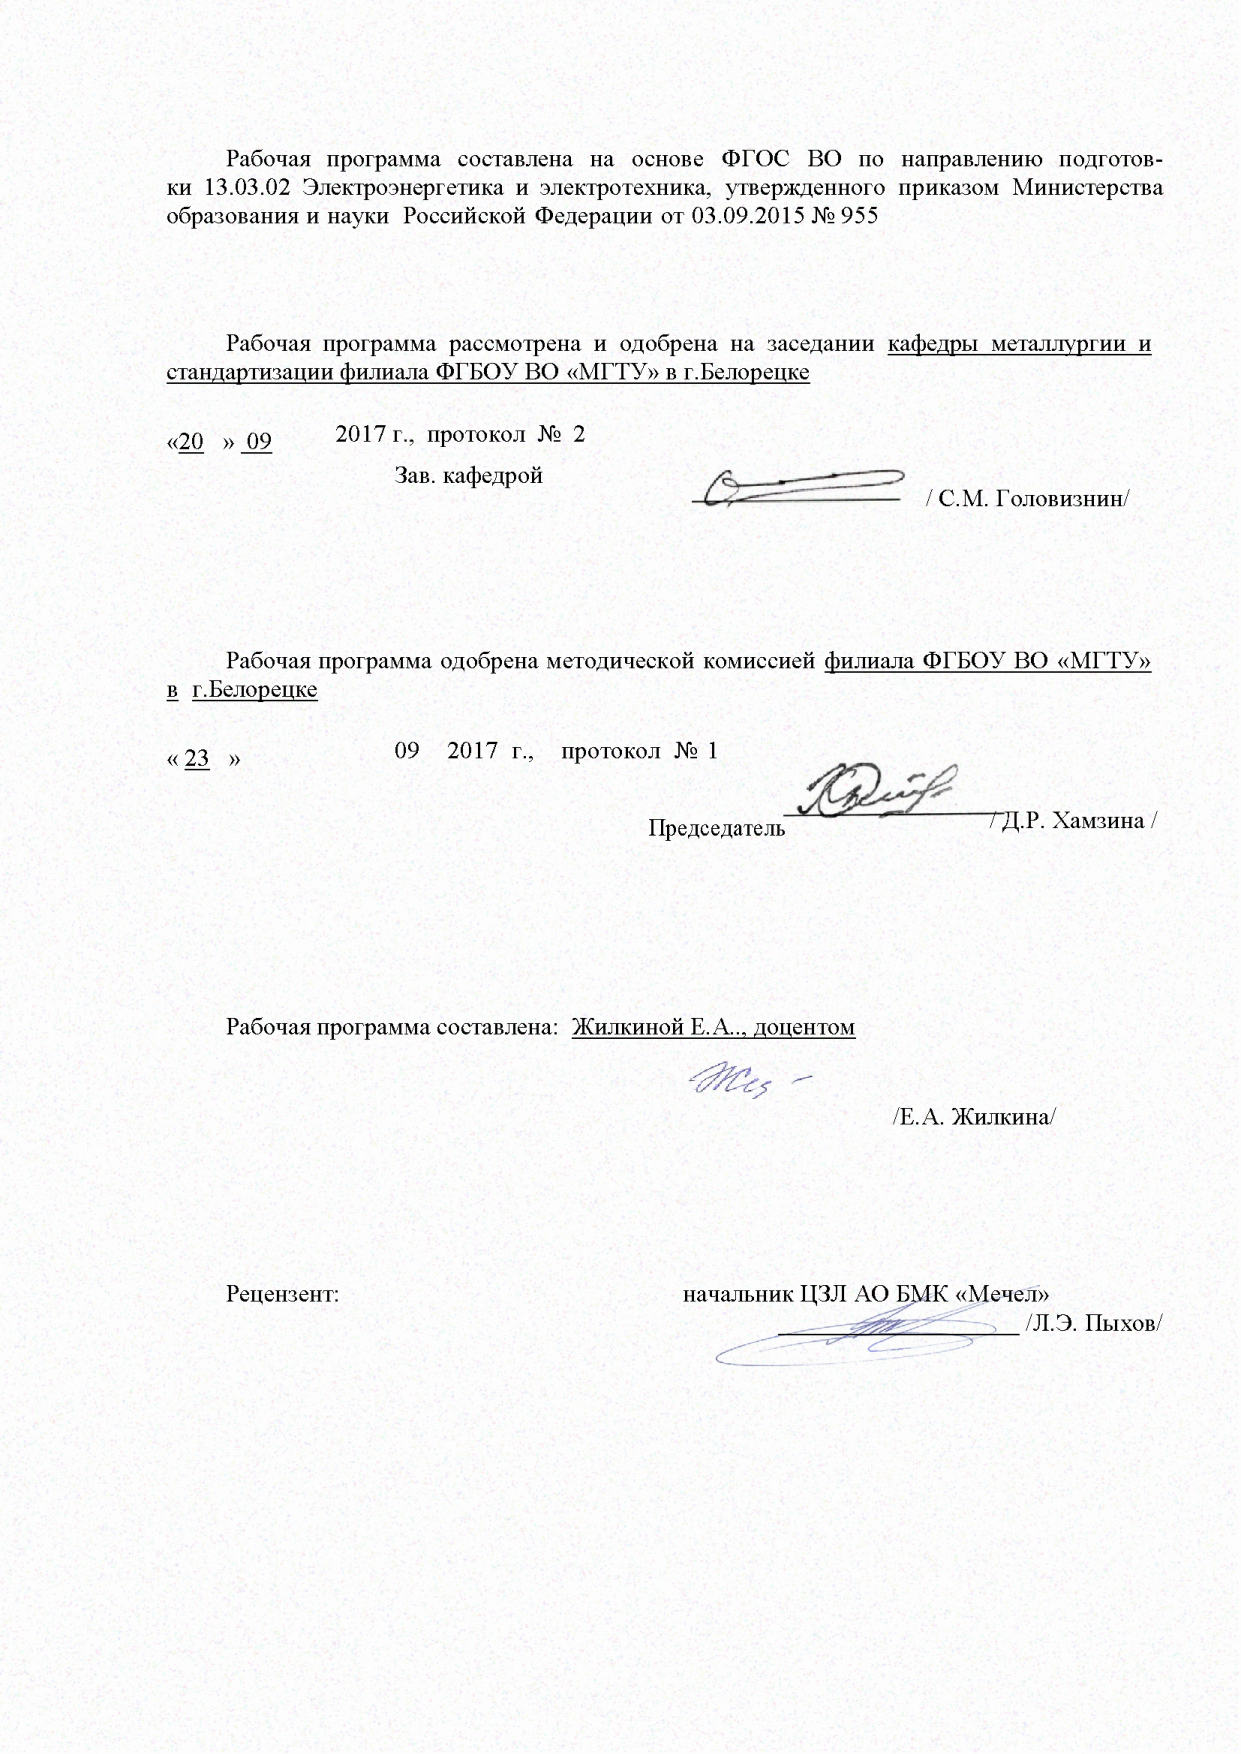 Рабочая программа составлена на основе ФГОС ВО по направлению подготов-
ки 13.03.02 Электроэнергетика и электротехника, утвержденного приказом Министерства
образования и науки Российской Федерации от 03.09.2015 № 955
Рабочая программа рассмотрена и одобрена на заседании кафедры металлургии и
стандартизации филиала ФГБОУ ВО «МГТУ» в г.Белорецке
«20 » 09 2017 г., протокол № 2
Зав. кафедрой / С.М. Головизнин/
Рабочая программа одобрена методической комиссией филиала ФГБОУ ВО «МГТУ»
в г.Белорецке
« 23 » 09 2017 г., протокол № 1
Председатель / Д.Р. Хамзина /
Рабочая программа составлена: Жилкиной Е.А.., доцентом
/Е.А. Жилкина/
Рецензент: начальник ЦЗЛ АО БМК «Мечел»
/Л.Э. Пыхов/